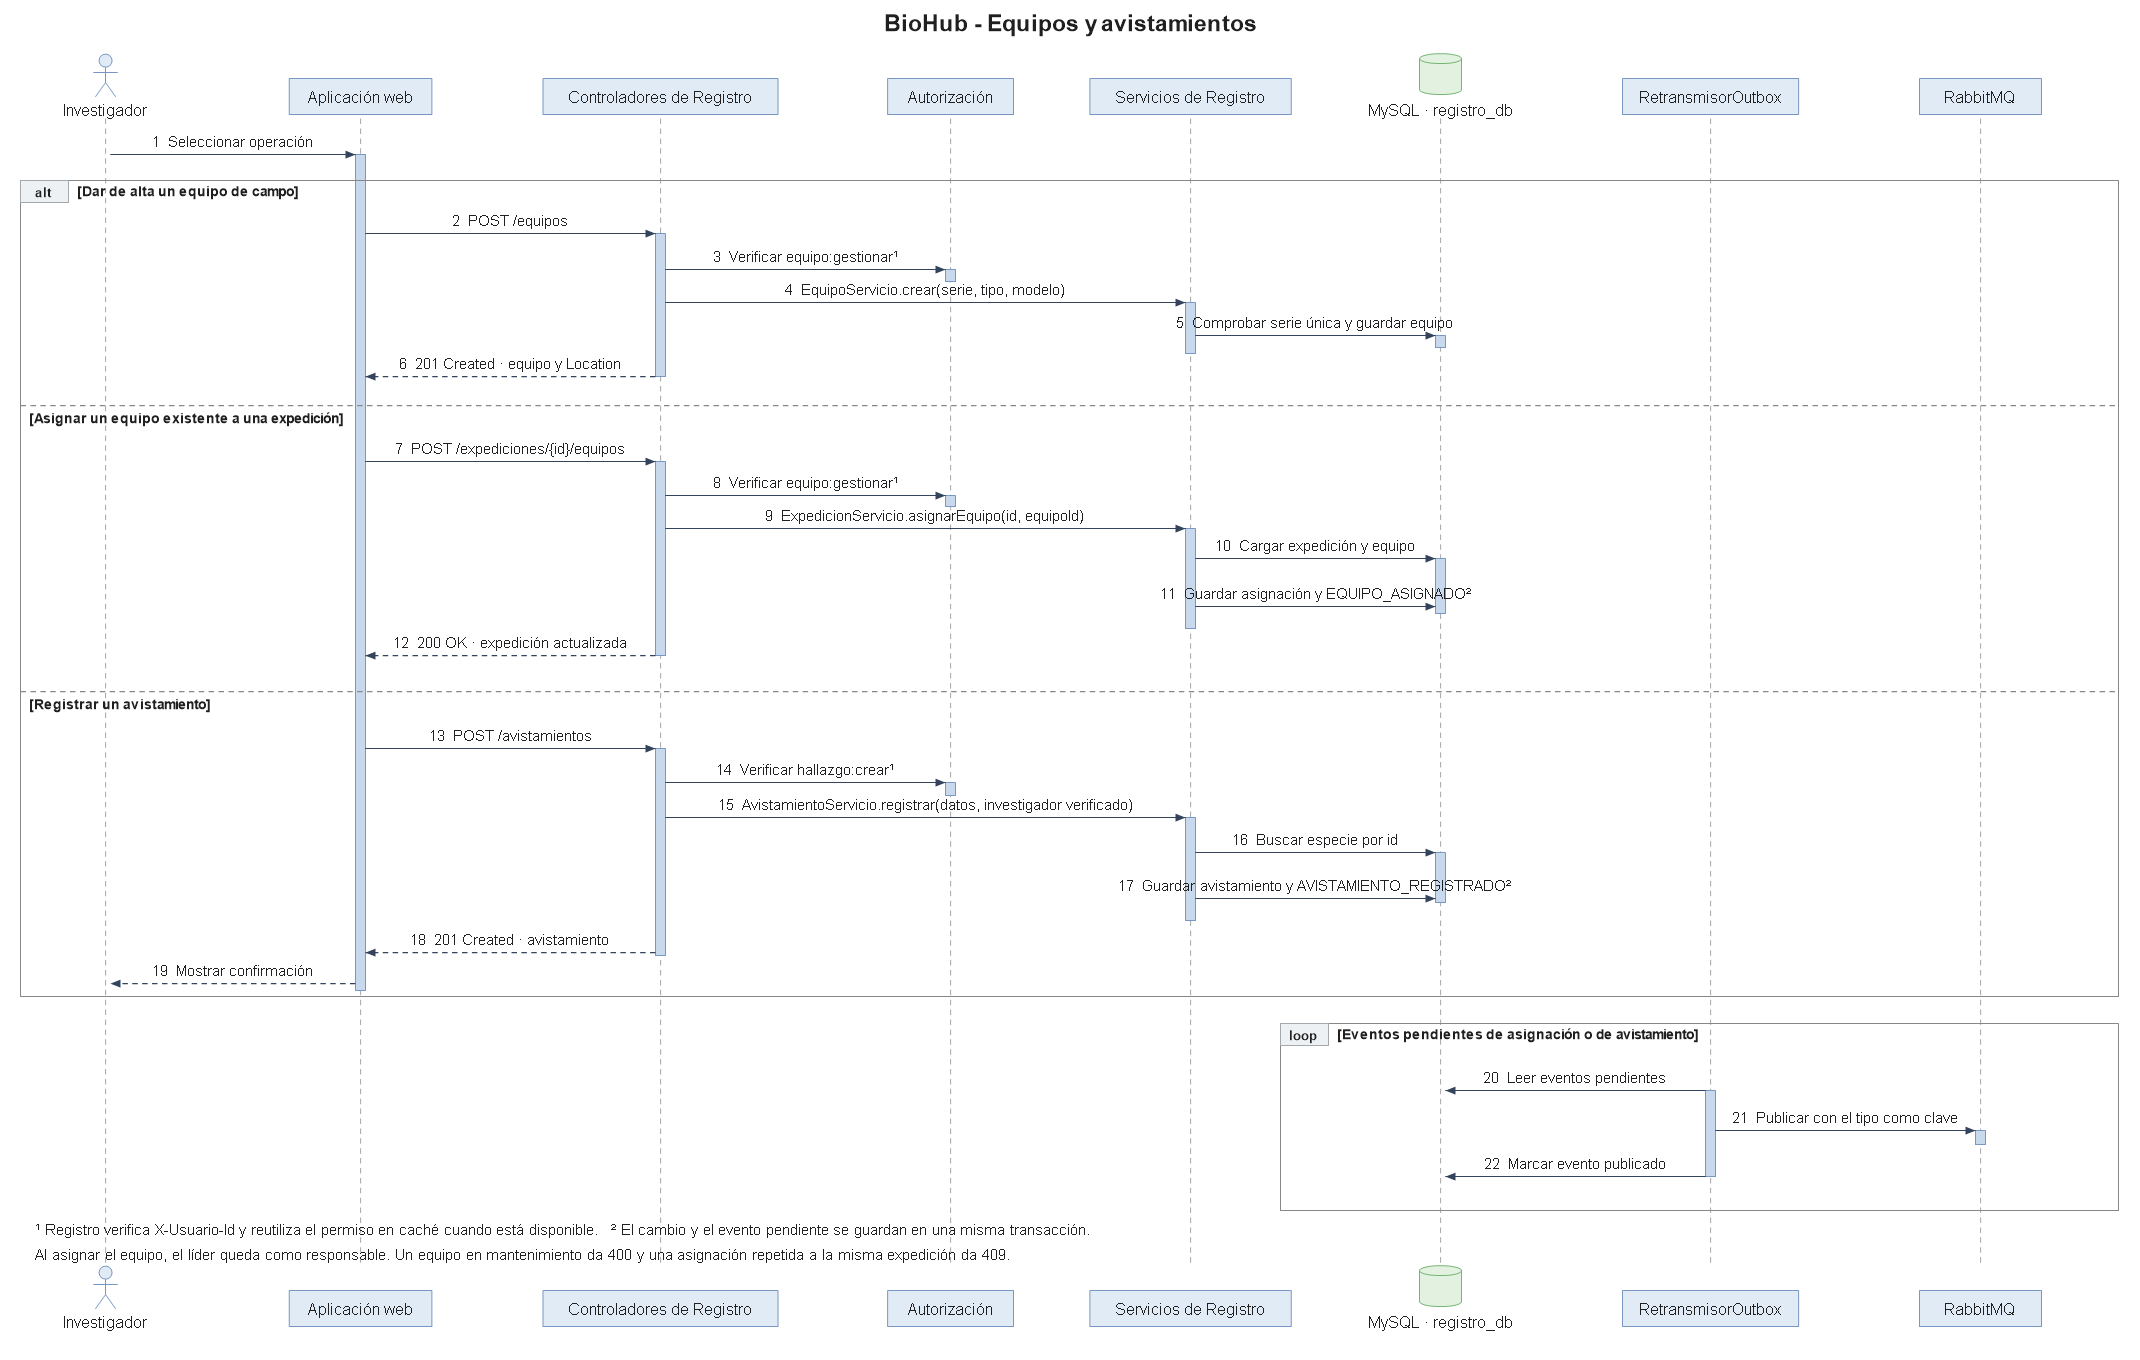 BioHub - Equipos y avistamientos
Investigador
Aplicación web
Controladores de Registro
Autorización
Servicios de Registro
MySQL · registro_db
RetransmisorOutbox
RabbitMQ
1 Seleccionar operación
alt [Dar de alta un equipo de campo]
2 POST /equipos
3 Verificar equipo:gestionar¹
4 EquipoServicio.crear(serie, tipo, modelo)
5 Comprobar serie única y guardar equipo
6 201 Created · equipo y Location
[Asignar un equipo existente a una expedición]
7 POST /expediciones/{id}/equipos
8 Verificar equipo:gestionar¹
9 ExpedicionServicio.asignarEquipo(id, equipoId)
10 Cargar expedición y equipo
11 Guardar asignación y EQUIPO_ASIGNADO²
12 200 OK · expedición actualizada
[Registrar un avistamiento]
13 POST /avistamientos
14 Verificar hallazgo:crear¹
15 AvistamientoServicio.registrar(datos, investigador verificado)
16 Buscar especie por id
17 Guardar avistamiento y AVISTAMIENTO_REGISTRADO²
18 201 Created · avistamiento
19 Mostrar confirmación
loop [Eventos pendientes de asignación o de avistamiento]
20 Leer eventos pendientes
21 Publicar con el tipo como clave
22 Marcar evento publicado
¹ Registro verifica X-Usuario-Id y reutiliza el permiso en caché cuando está disponible. ² El cambio y el evento pendiente se guardan en una misma transacción.
Al asignar el equipo, el líder queda como responsable. Un equipo en mantenimiento da 400 y una asignación repetida a la misma expedición da 409.
Investigador
Aplicación web
Controladores de Registro
Autorización
Servicios de Registro
MySQL · registro_db
RetransmisorOutbox
RabbitMQ